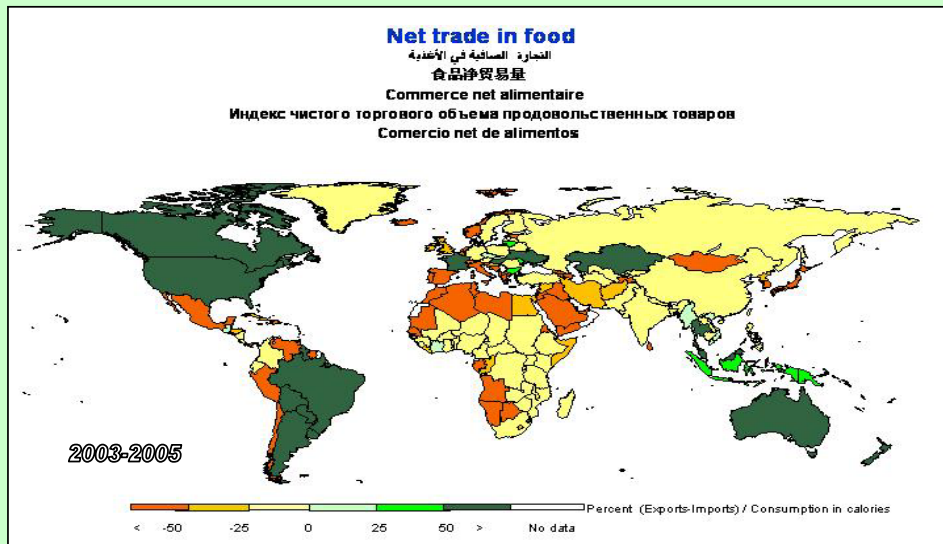 Net trade in food
التجارة الصافية في الأغذية
食品净贸易量
Commerce net alimentaire
Индекс чистого торгового объема продовольственных товаров
Comercio net de alimentos
2003-2005
Percent (Exports-Imports) / Consumption in calories
< -50 -25 0 25 50 > No data